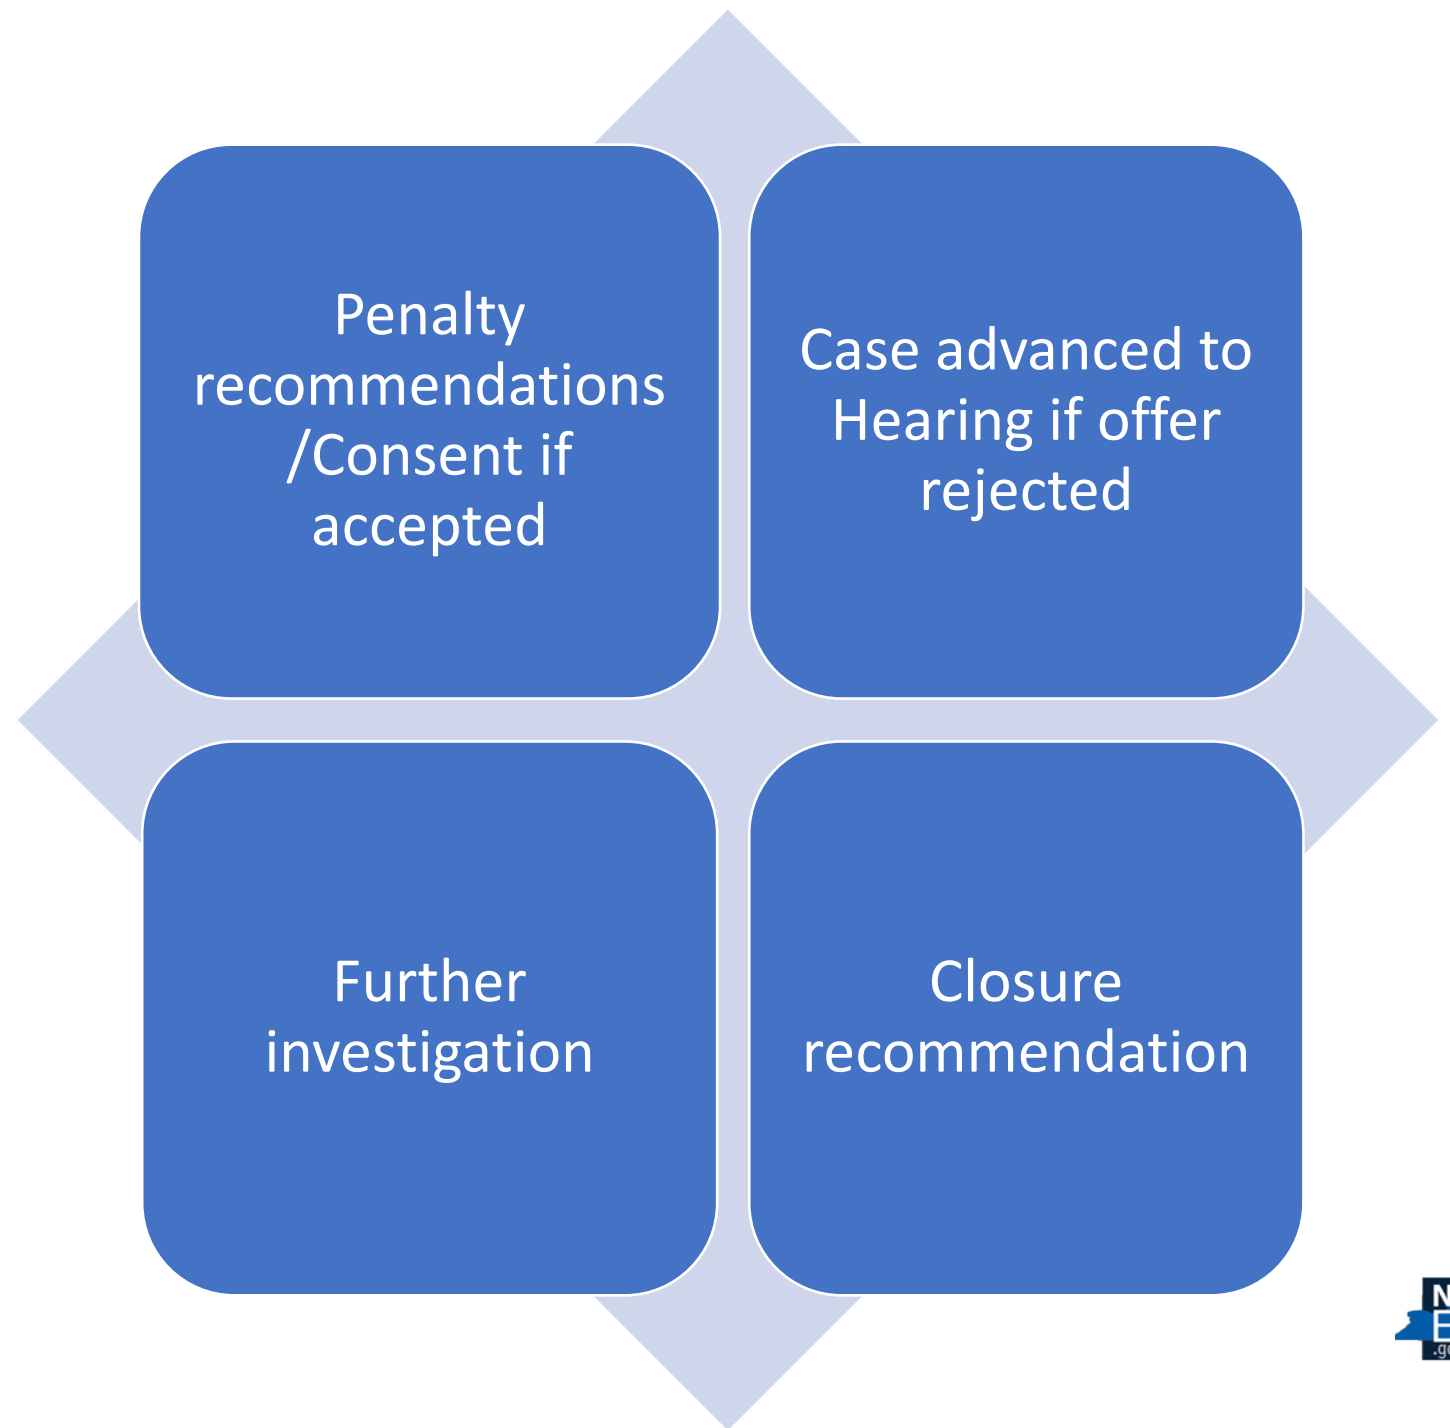 Penalty
recommendations
/Consent if
accepted
Case advanced to
Hearing if offer
rejected
Further
investigation
Closure
recommendation